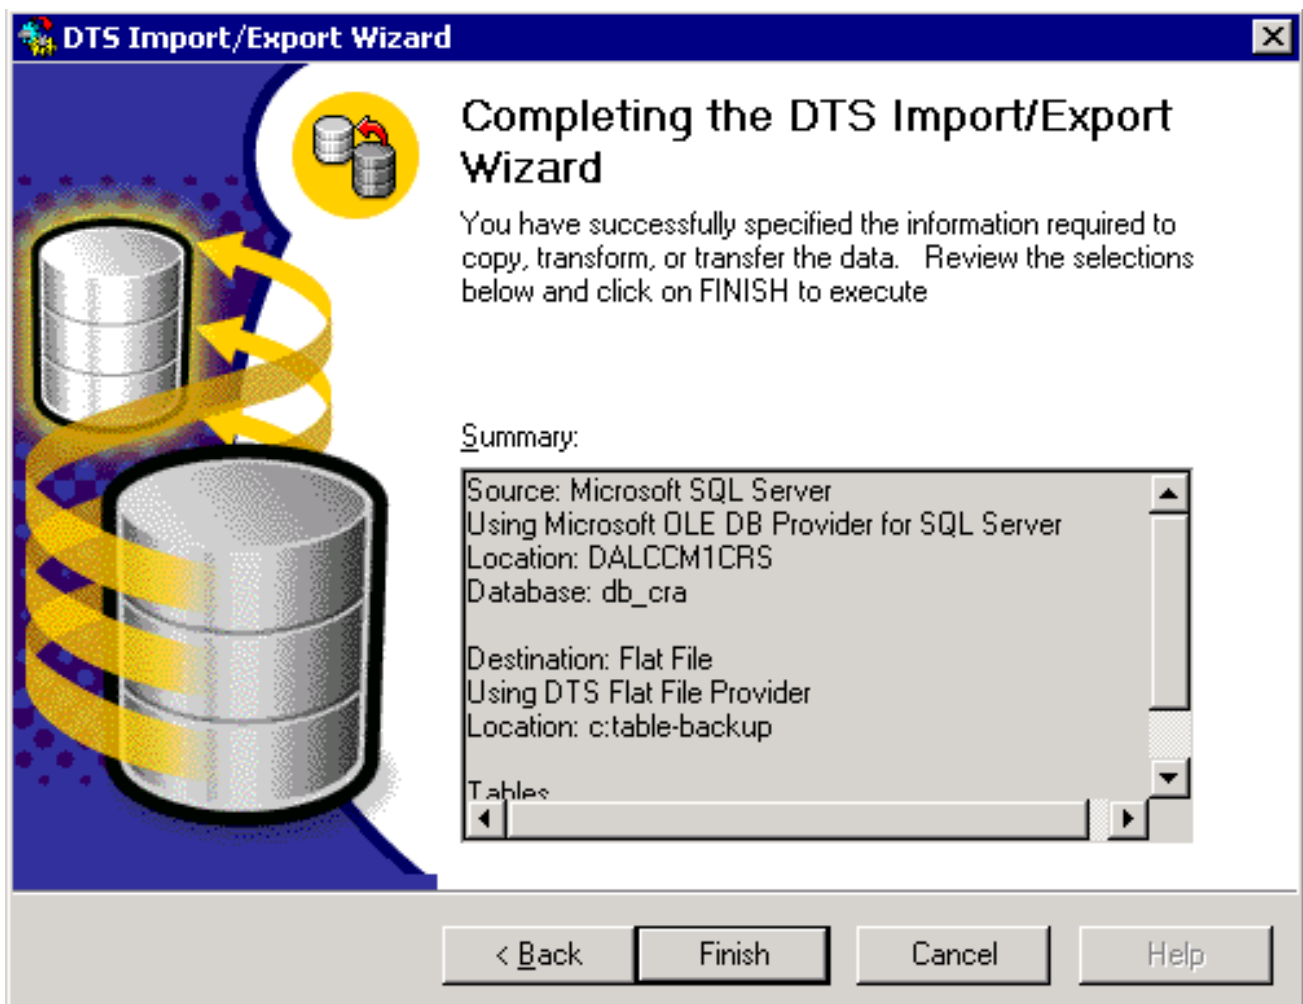 DTS Import/Export Wizard
Completing the DTS Import/Export
Wizard
You have successfully specified the information required to
copy, transform, or transfer the data.   Review the selections
below and click on FINISH to execute
Summary:
Source: Microsoft SQL Server
Using Microsoft OLE DB Provider for SQL Server
Location: DALCCM1CRS
Database: db_cra
Destination: Flat File
Using DTS Flat File Provider
Location: c:table-backup
Tables
< Back
Finish
Cancel
Help